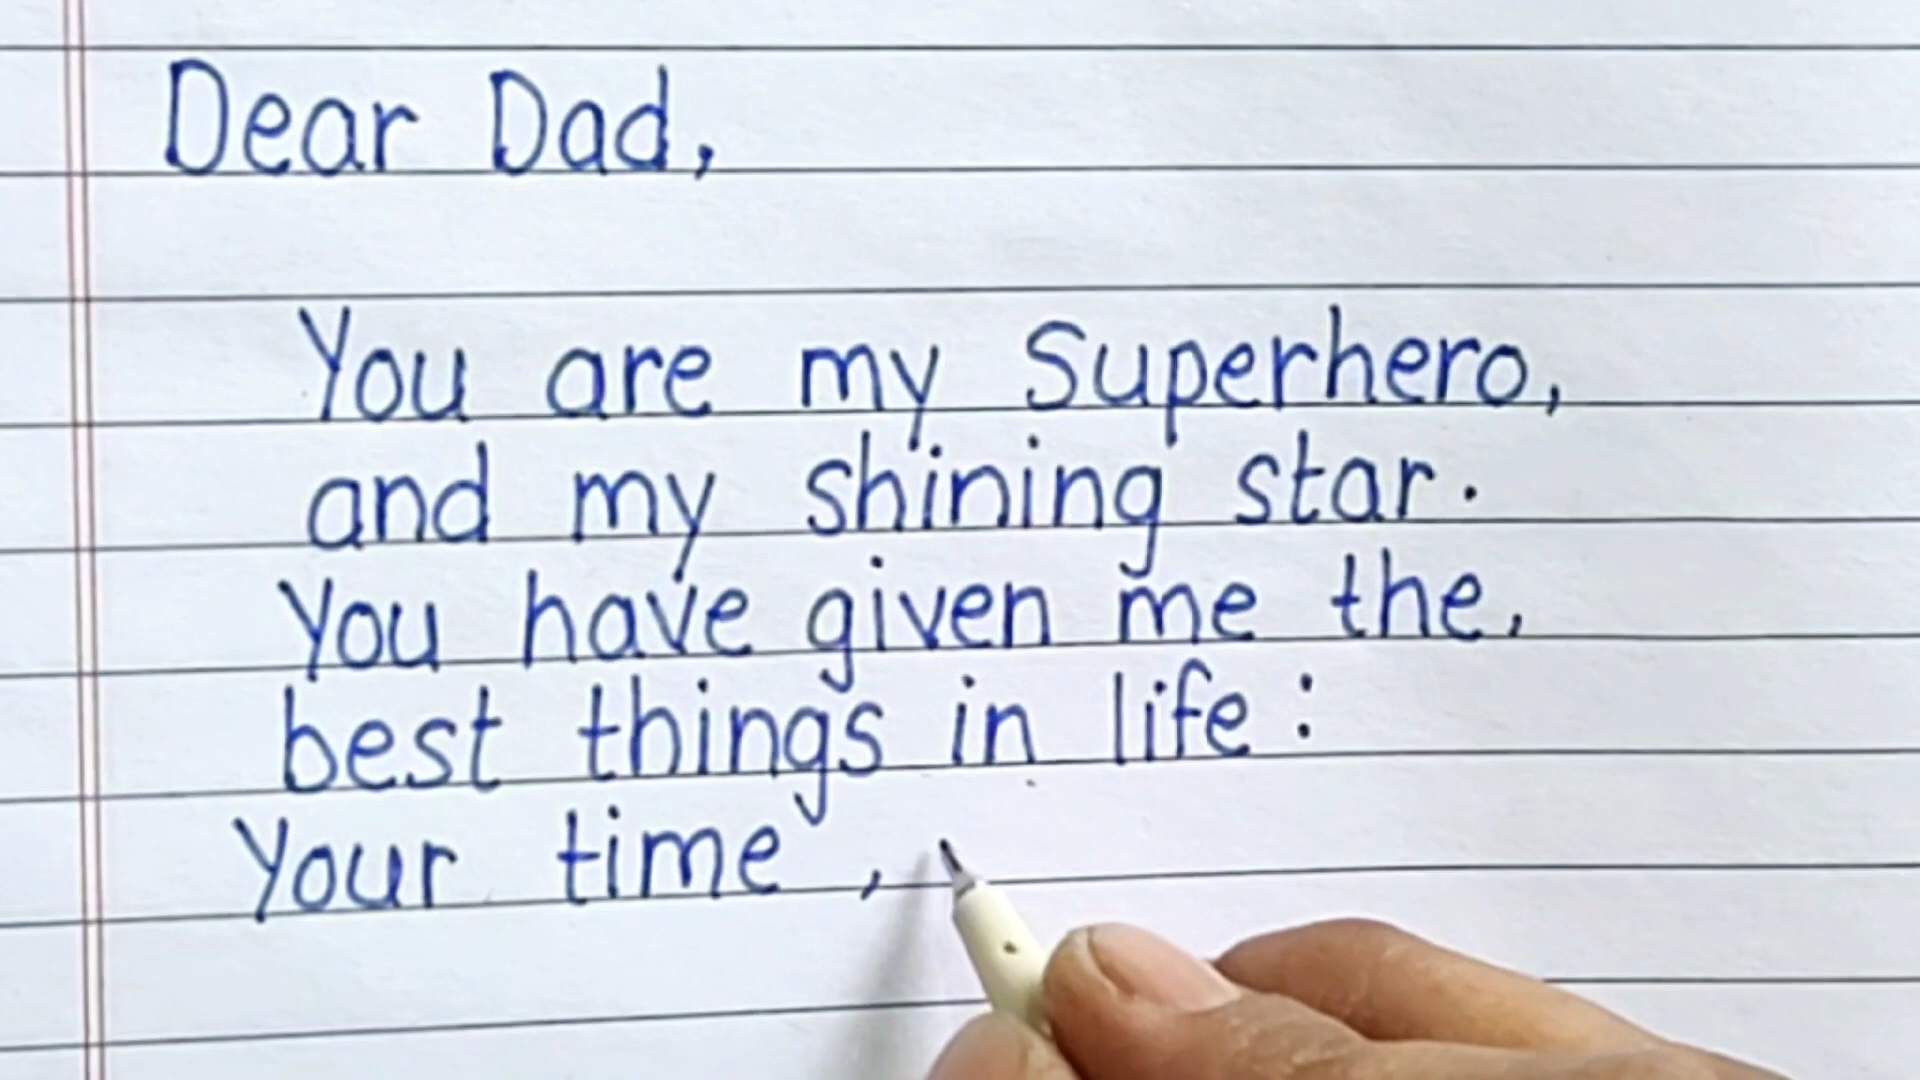 Dear Dad,
You are my Superhero,
and my shining star.
You have given me the,
best things in life:
Your time,